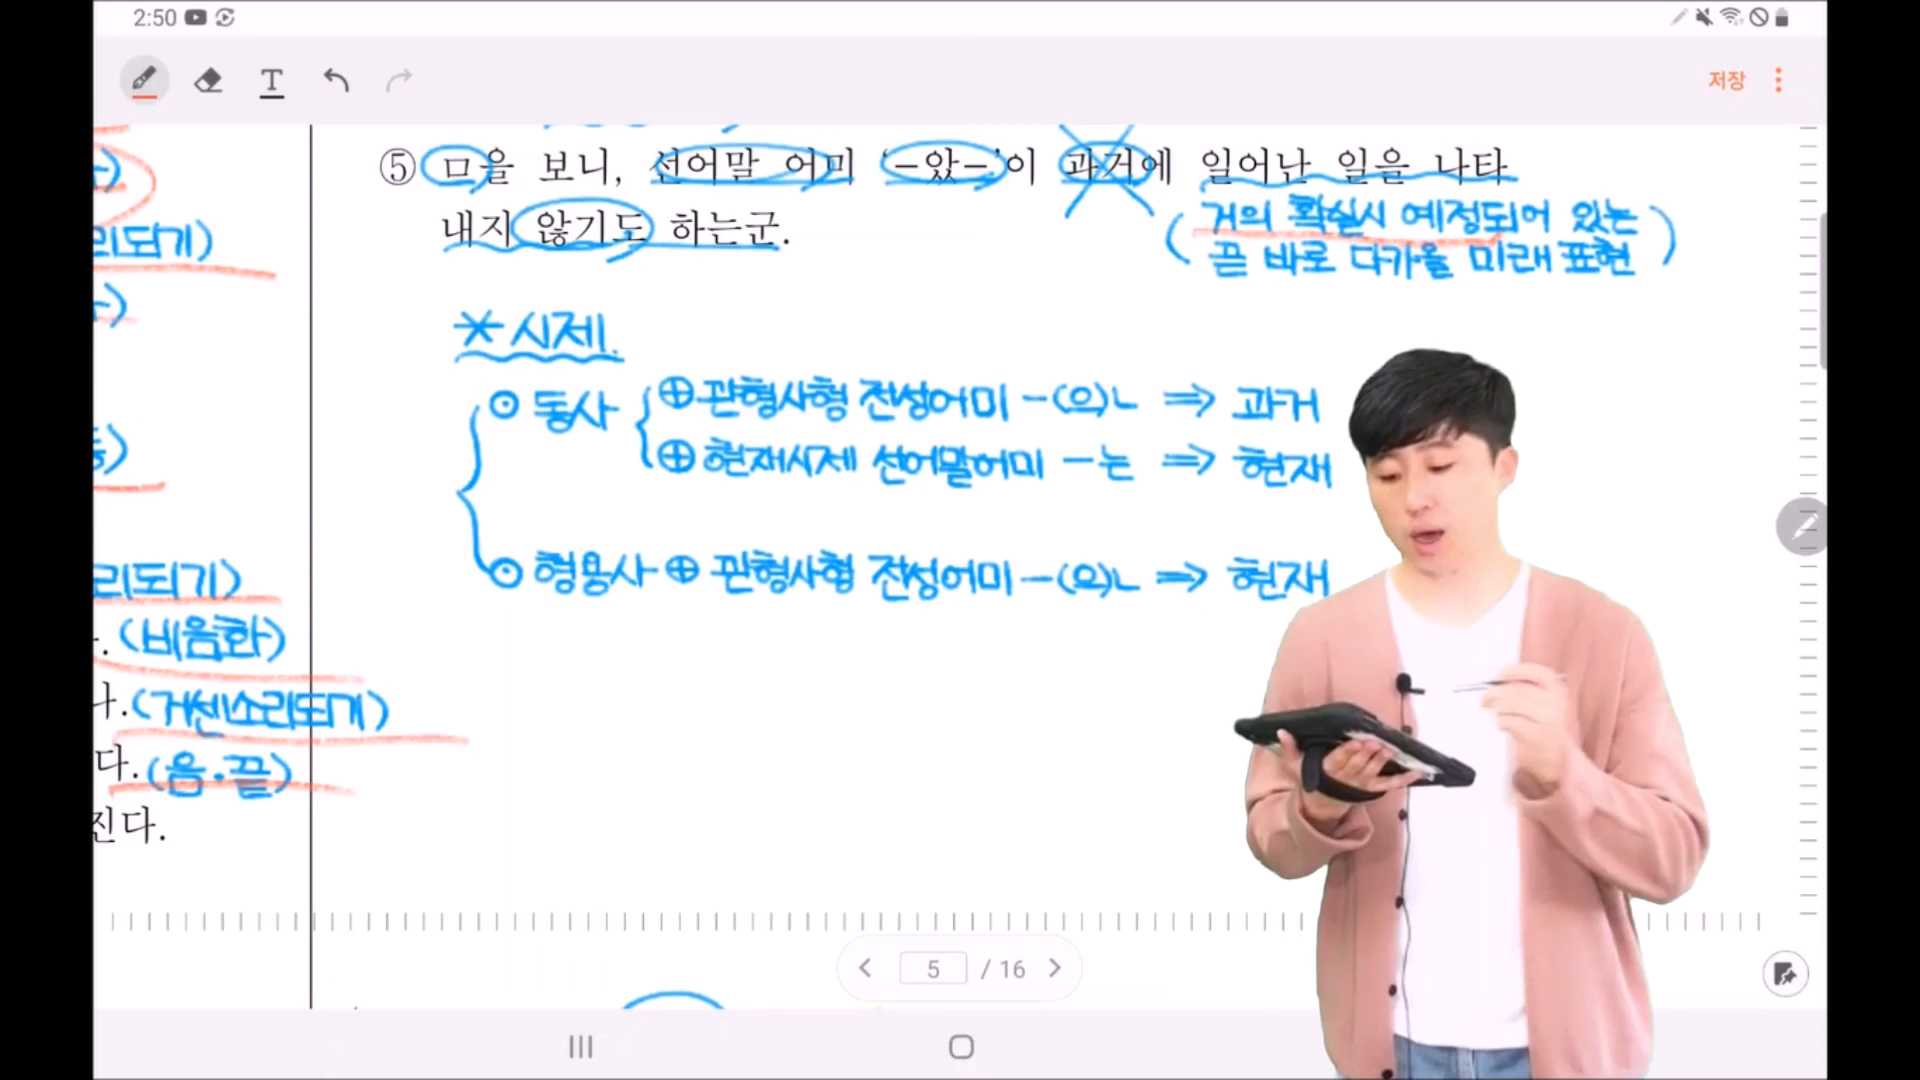 2:50
T
저장
⑤ ㅁ을 보니, 선어말 어미 ‘-았-’이 과거에 일어난 일을 나타
내지 않기도 하는군.
(거의 확실시 예정되어 있는
곧 바로 다가올 미래 표현)
* 시제.
⊙ 동사 { ⊕ 관형사형 전성어미 -(으)ㄴ ⇒ 과거
⊕ 현재시제 선어말어미 -는 ⇒ 현재
⊙ 형용사 ⊕ 관형사형 전성어미 -(으)ㄴ ⇒ 현재
리되기)
리되기)
. (비음화)
나. (거센소리되기)
다. (음.끝)
진다.
5 / 16